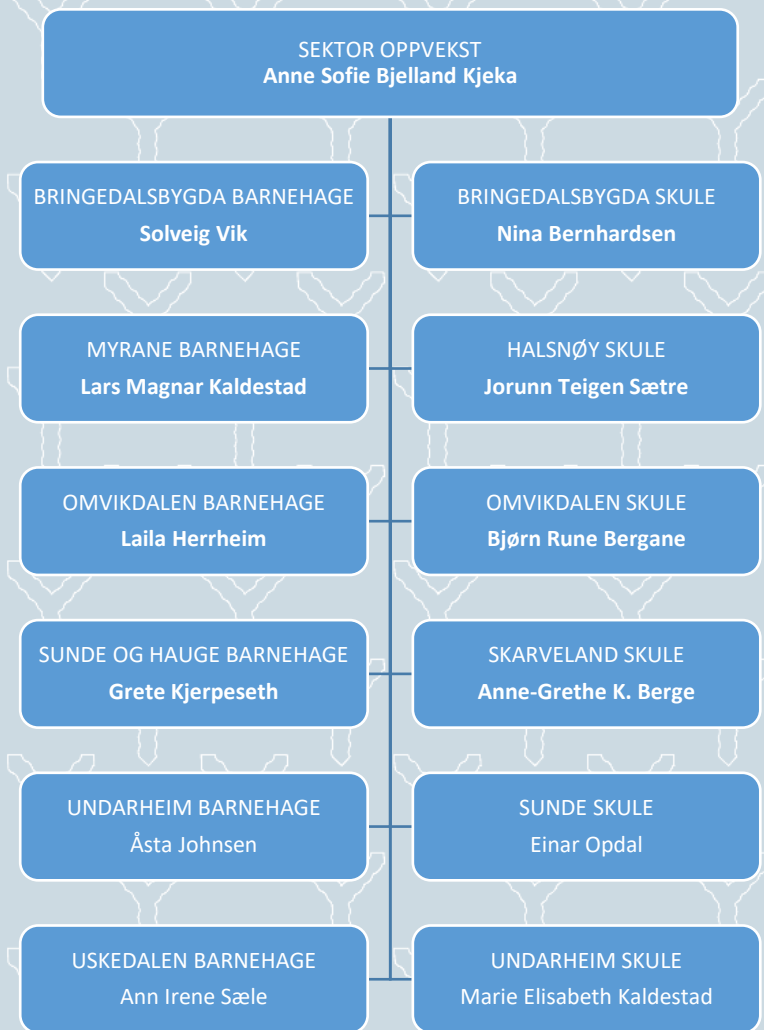 SEKTOR OPPVEKST
Anne Sofie Bjelland Kjeka
BRINGEDALSBYGDA BARNEHAGE
Solveig Vik
BRINGEDALSBYGDA SKULE
Nina Bernhardsen
MYRANE BARNEHAGE
Lars Magnar Kaldestad
HALSNØY SKULE
Jorunn Teigen Sætre
OMVIKDALEN BARNEHAGE
Laila Herrheim
OMVIKDALEN SKULE
Bjørn Rune Bergane
SUNDE OG HAUGE BARNEHAGE
Grete Kjerpeseth
SKARVELAND SKULE
Anne-Grethe K. Berge
UNDARHEIM BARNEHAGE
Åsta Johnsen
SUNDE SKULE
Einar Opdal
USKEDALEN BARNEHAGE
Ann Irene Sæle
UNDARHEIM SKULE
Marie Elisabeth Kaldestad